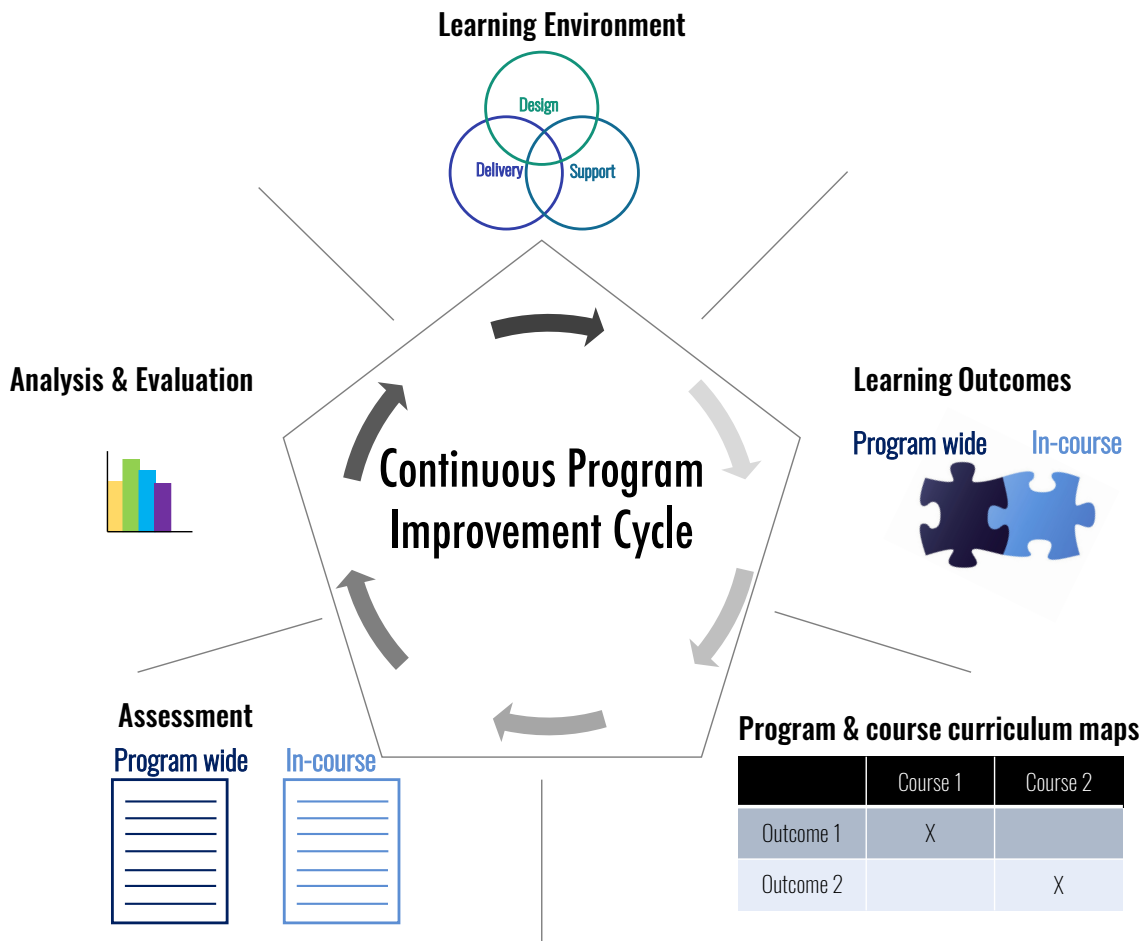 Learning Environment
Design
Delivery
Support
Analysis & Evaluation
Learning Outcomes
Program wide
In-course
Continuous Program
Improvement Cycle
Assessment
Program wide
In-course
Program & course curriculum maps
Course 1
Course 2
Outcome 1
X
Outcome 2
X